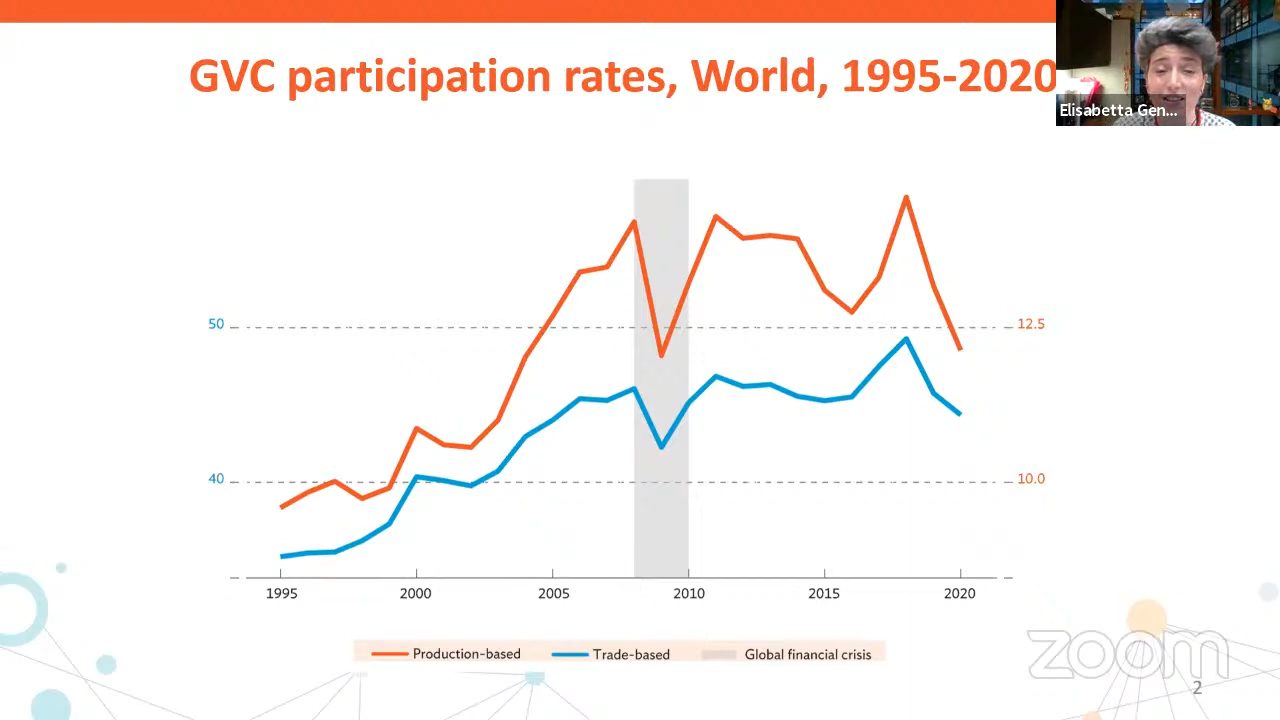 GVC participation rates, World, 1995-2020
Elisabetta Gen...
50
12.5
40
10.0
1995 2000 2005 2010 2015 2020
Production-based Trade-based Global financial crisis
zoom
2